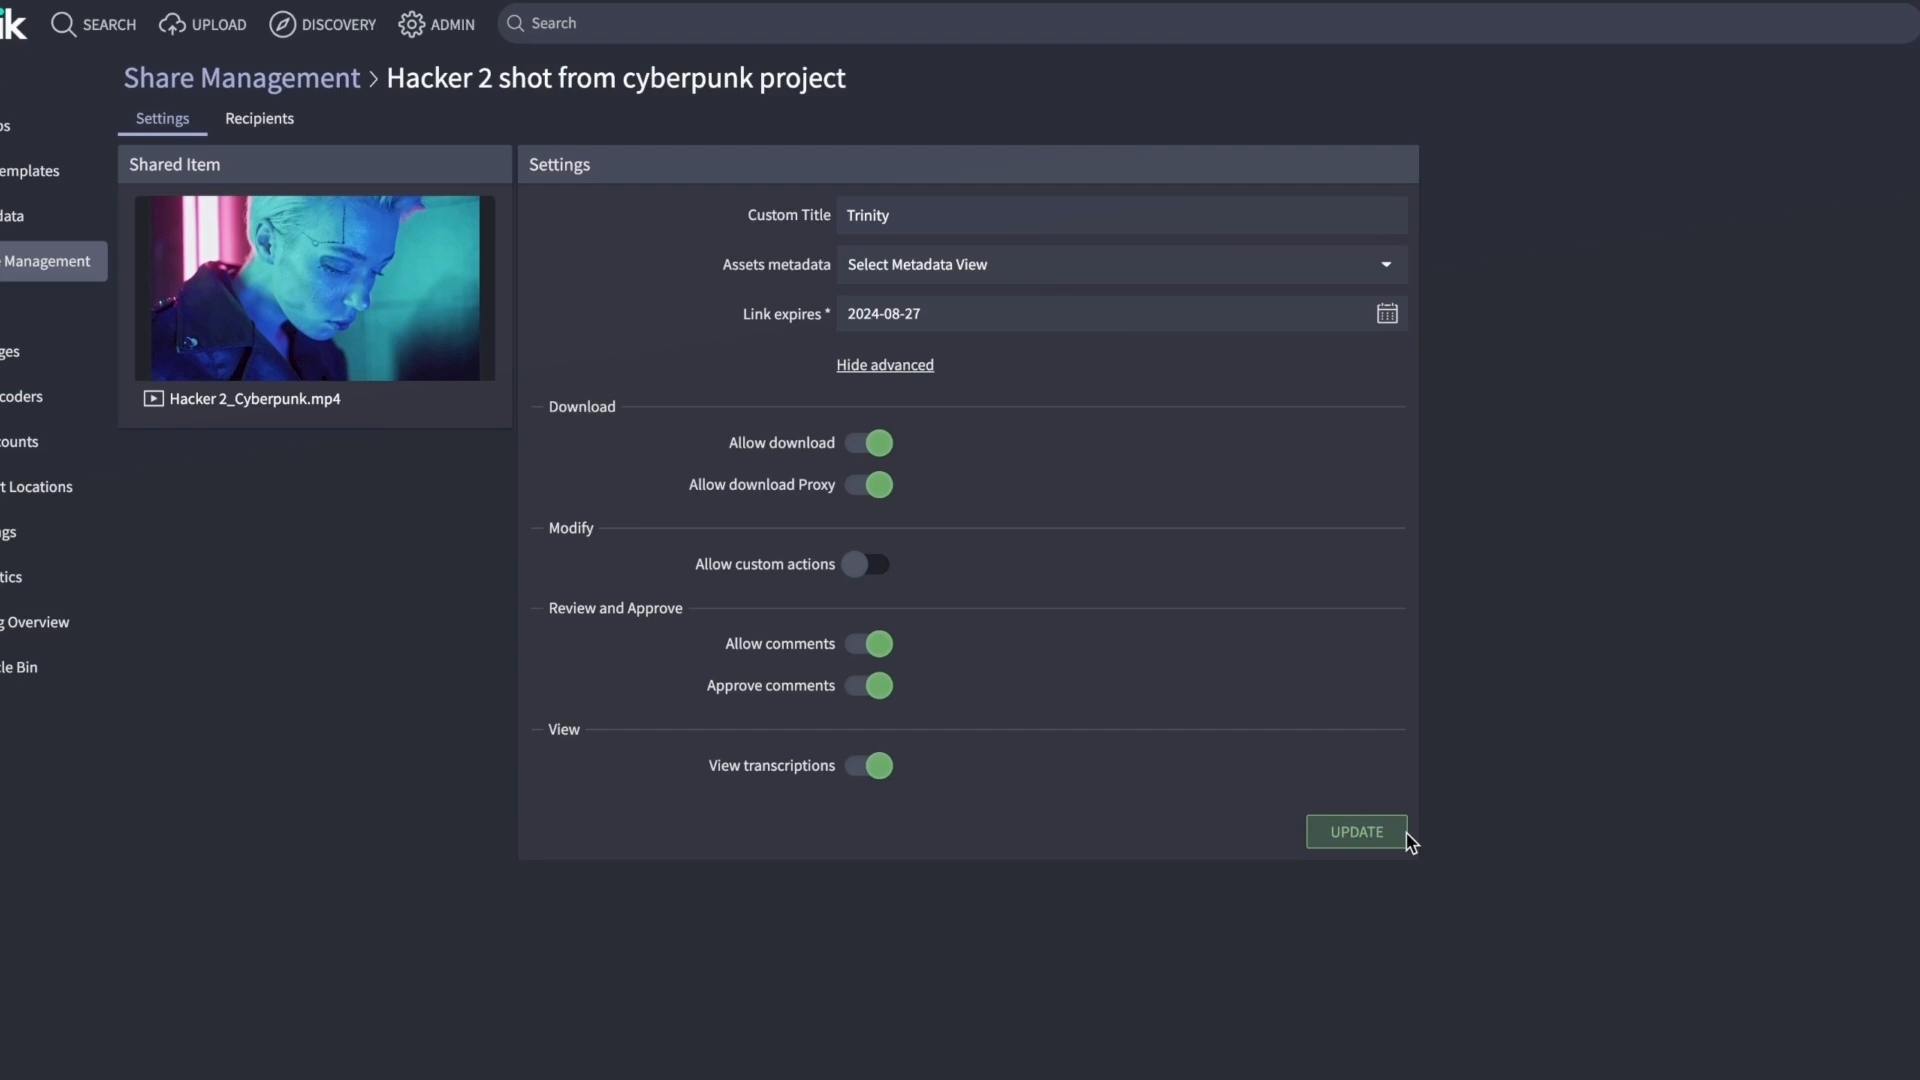 ik SEARCH UPLOAD DISCOVERY ADMIN Search
Share Management > Hacker 2 shot from cyberpunk project
Settings Recipients
os
emplates
data
Management
ges
coders
counts
t Locations
gs
tics
g Overview
le Bin
Shared Item
Hacker 2_Cyberpunk.mp4
Settings
Custom Title Trinity
Assets metadata Select Metadata View
Link expires * 2024-08-27
Hide advanced
Download
Allow download
Allow download Proxy
Modify
Allow custom actions
Review and Approve
Allow comments
Approve comments
View
View transcriptions
UPDATE